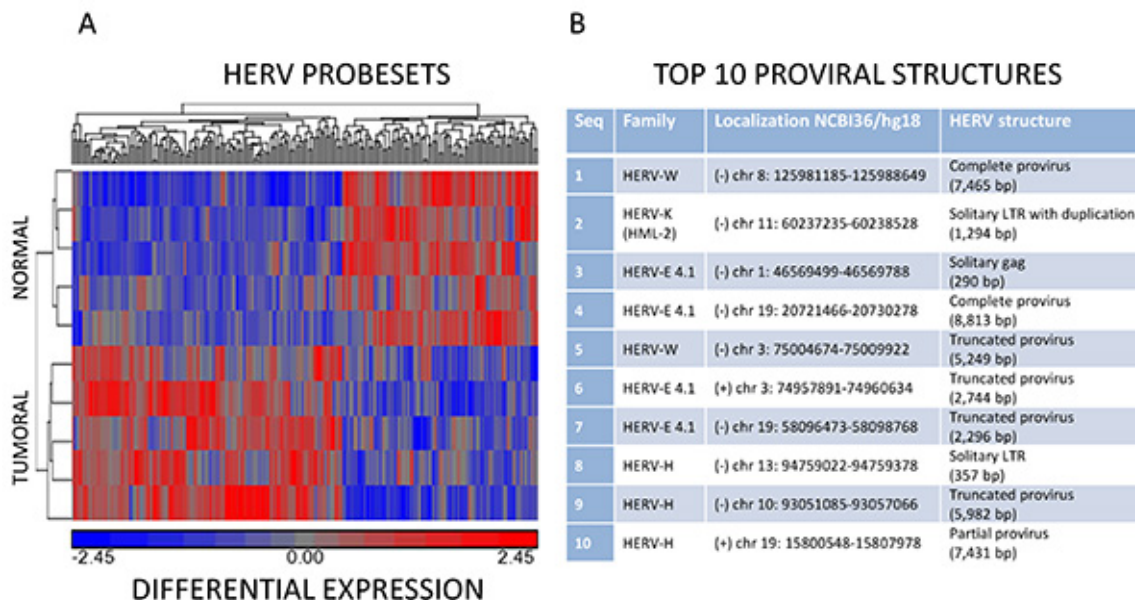 A
HERV PROBESETS
NORMAL
TUMORAL
-2.45 0.00 2.45
DIFFERENTIAL EXPRESSION
B
TOP 10 PROVIRAL STRUCTURES
Seq Family Localization NCBI36/hg18 HERV structure
1 HERV-W (-) chr 8: 125981185-125988649 Complete provirus
(7,465 bp)
2 HERV-K
(HML-2) (-) chr 11: 60237235-60238528 Solitary LTR with duplication
(1,294 bp)
3 HERV-E 4.1 (-) chr 1: 46569499-46569788 Solitary gag
(290 bp)
4 HERV-E 4.1 (-) chr 19: 20721466-20730278 Complete provirus
(8,813 bp)
5 HERV-W (-) chr 3: 75004674-75009922 Truncated provirus
(5,249 bp)
6 HERV-E 4.1 (+) chr 3: 74957891-74960634 Truncated provirus
(2,744 bp)
7 HERV-E 4.1 (-) chr 19: 58096473-58098768 Truncated provirus
(2,296 bp)
8 HERV-H (-) chr 13: 94759022-94759378 Solitary LTR
(357 bp)
9 HERV-H (-) chr 10: 93051085-93057066 Truncated provirus
(5,982 bp)
10 HERV-H (+) chr 19: 15800548-15807978 Partial provirus
(7,431 bp)